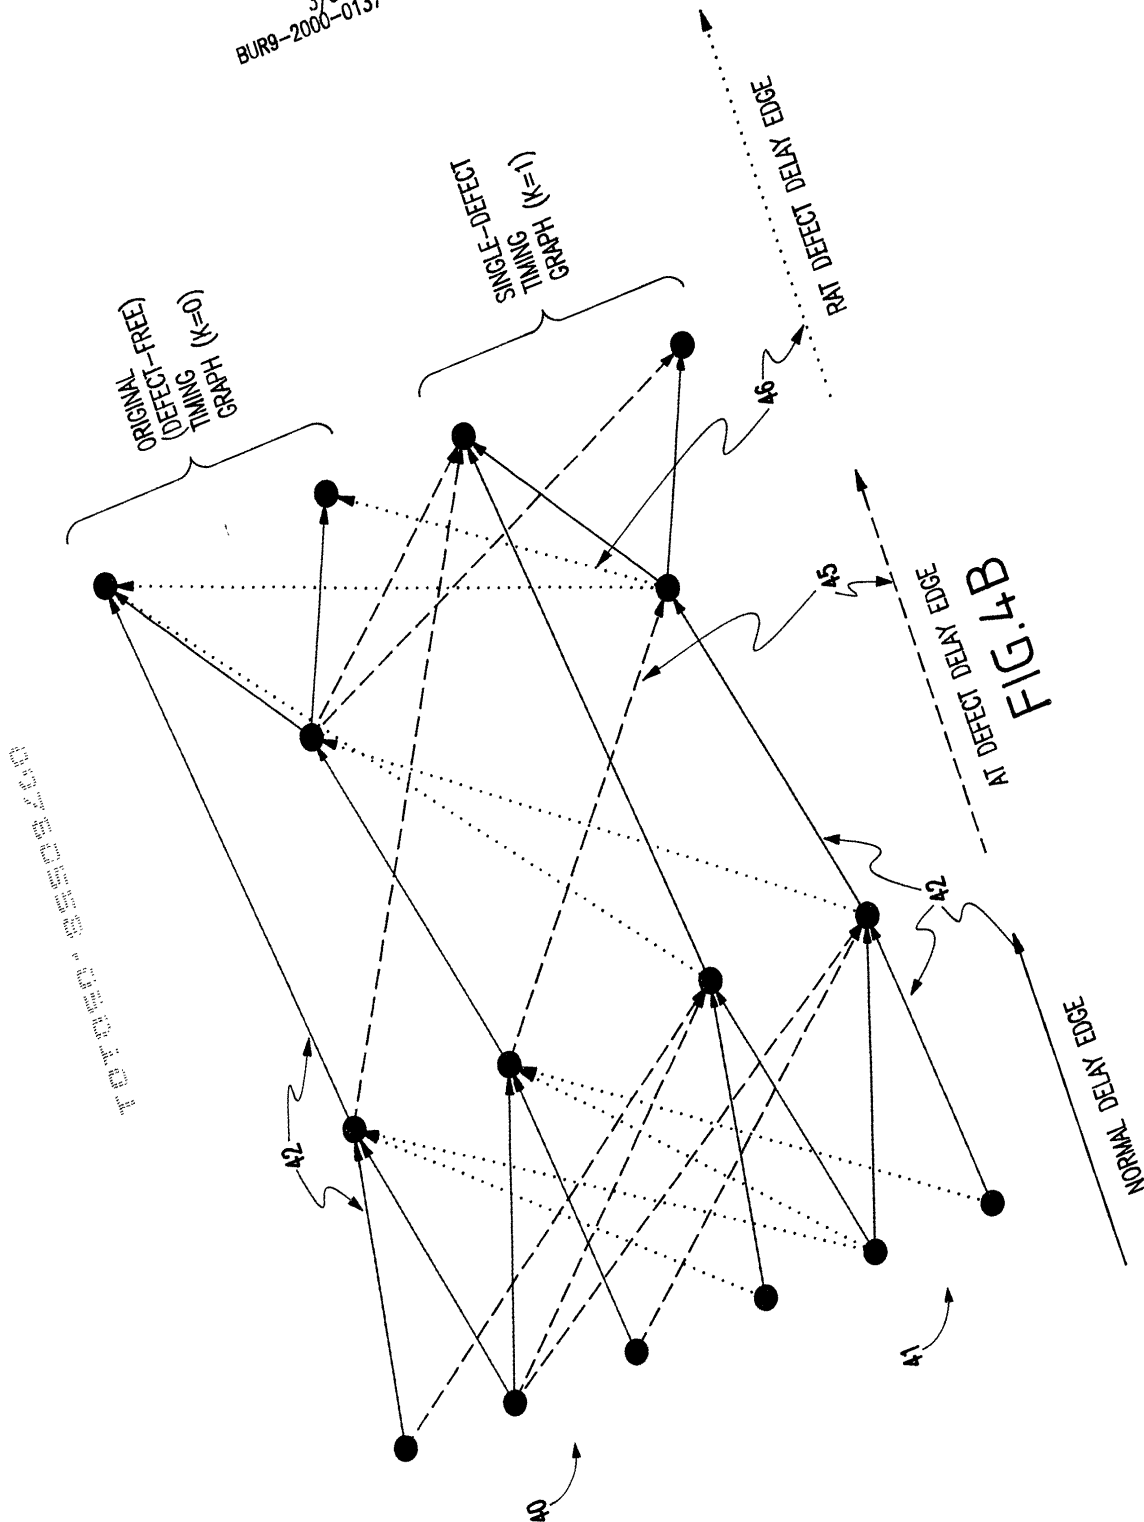 BUR9-2000-0137
ORIGINAL
(DEFECT-FREE)
TIMING
GRAPH (K=0)
SINGLE-DEFECT
TIMING
GRAPH (K=1)
RAT DEFECT DELAY EDGE
46
45
AT DEFECT DELAY EDGE
FIG.4B
42
42
NORMAL DELAY EDGE
41
40